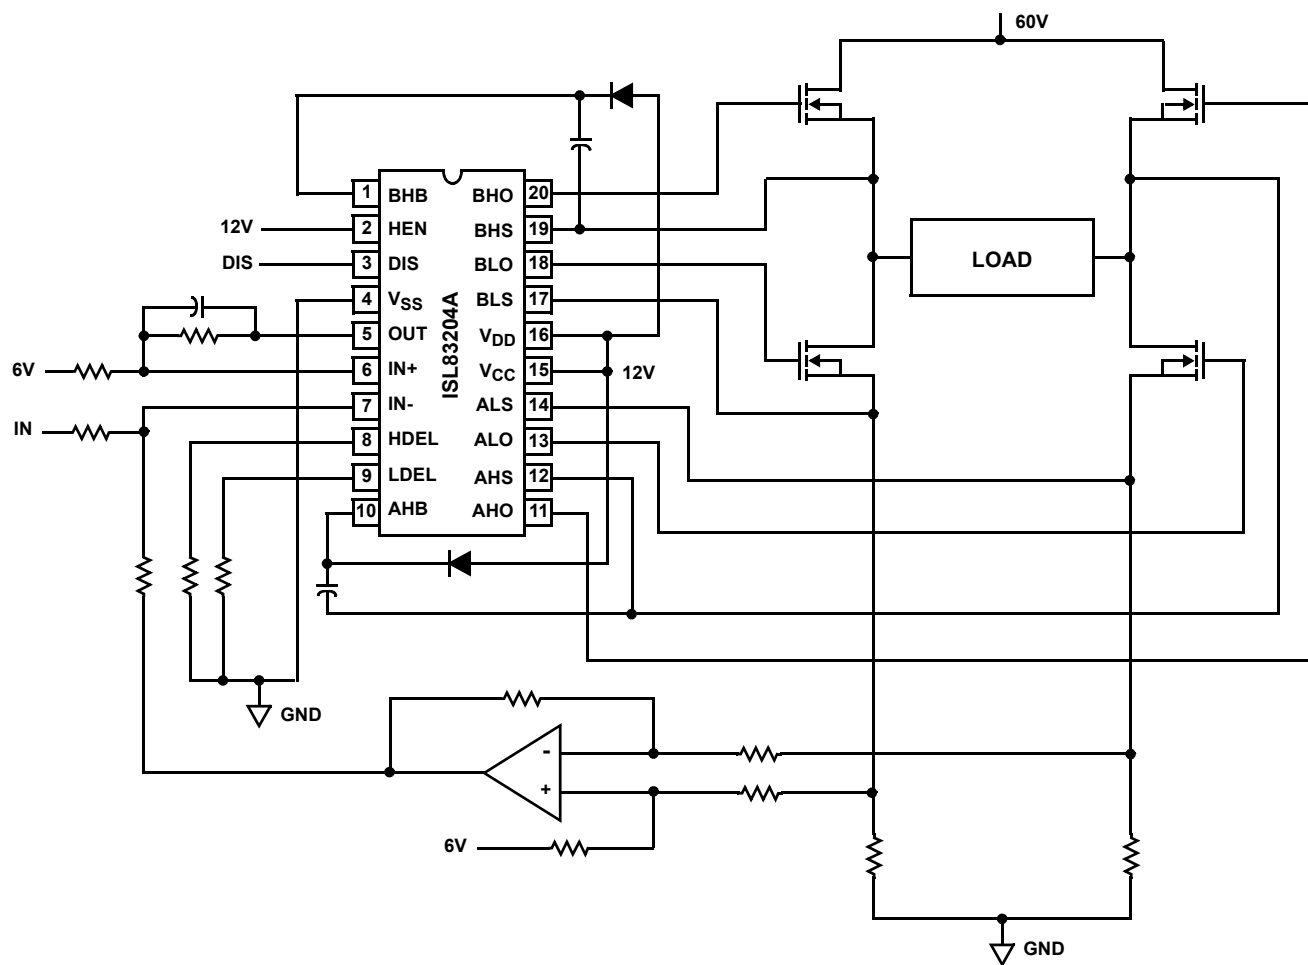 60V
1 BHB BHO 20
12V 2 HEN BHS 19
DIS 3 DIS BLO 18
4 VSS BLS 17
5 OUT VDD 16
6V 6 IN+ VCC 15 12V
IN 7 IN- ALS 14
8 HDEL ALO 13
9 LDEL AHS 12
10 AHB AHO 11
ISL83204A
LOAD
GND
-
+
6V
GND